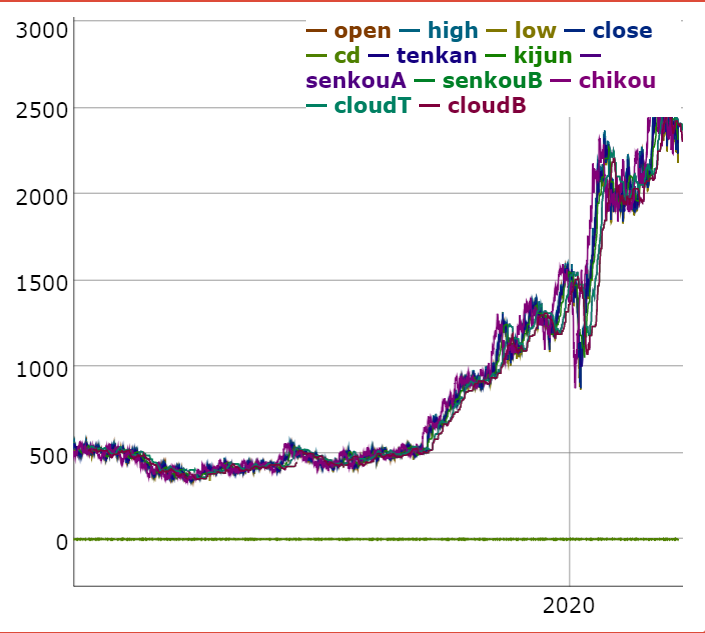 3000
— open — high — low — close
— cd — tenkan — kijun —
senkouA — senkouB — chikou
— cloudT — cloudB
2500
2000
1500
1000
500
0
2020